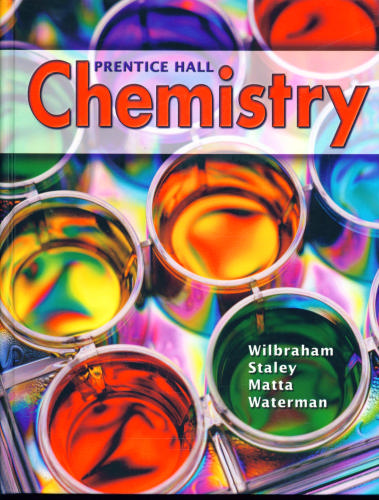 PRENTICE HALL
Chemistry
Wilbraham
Staley
Matta
Waterman